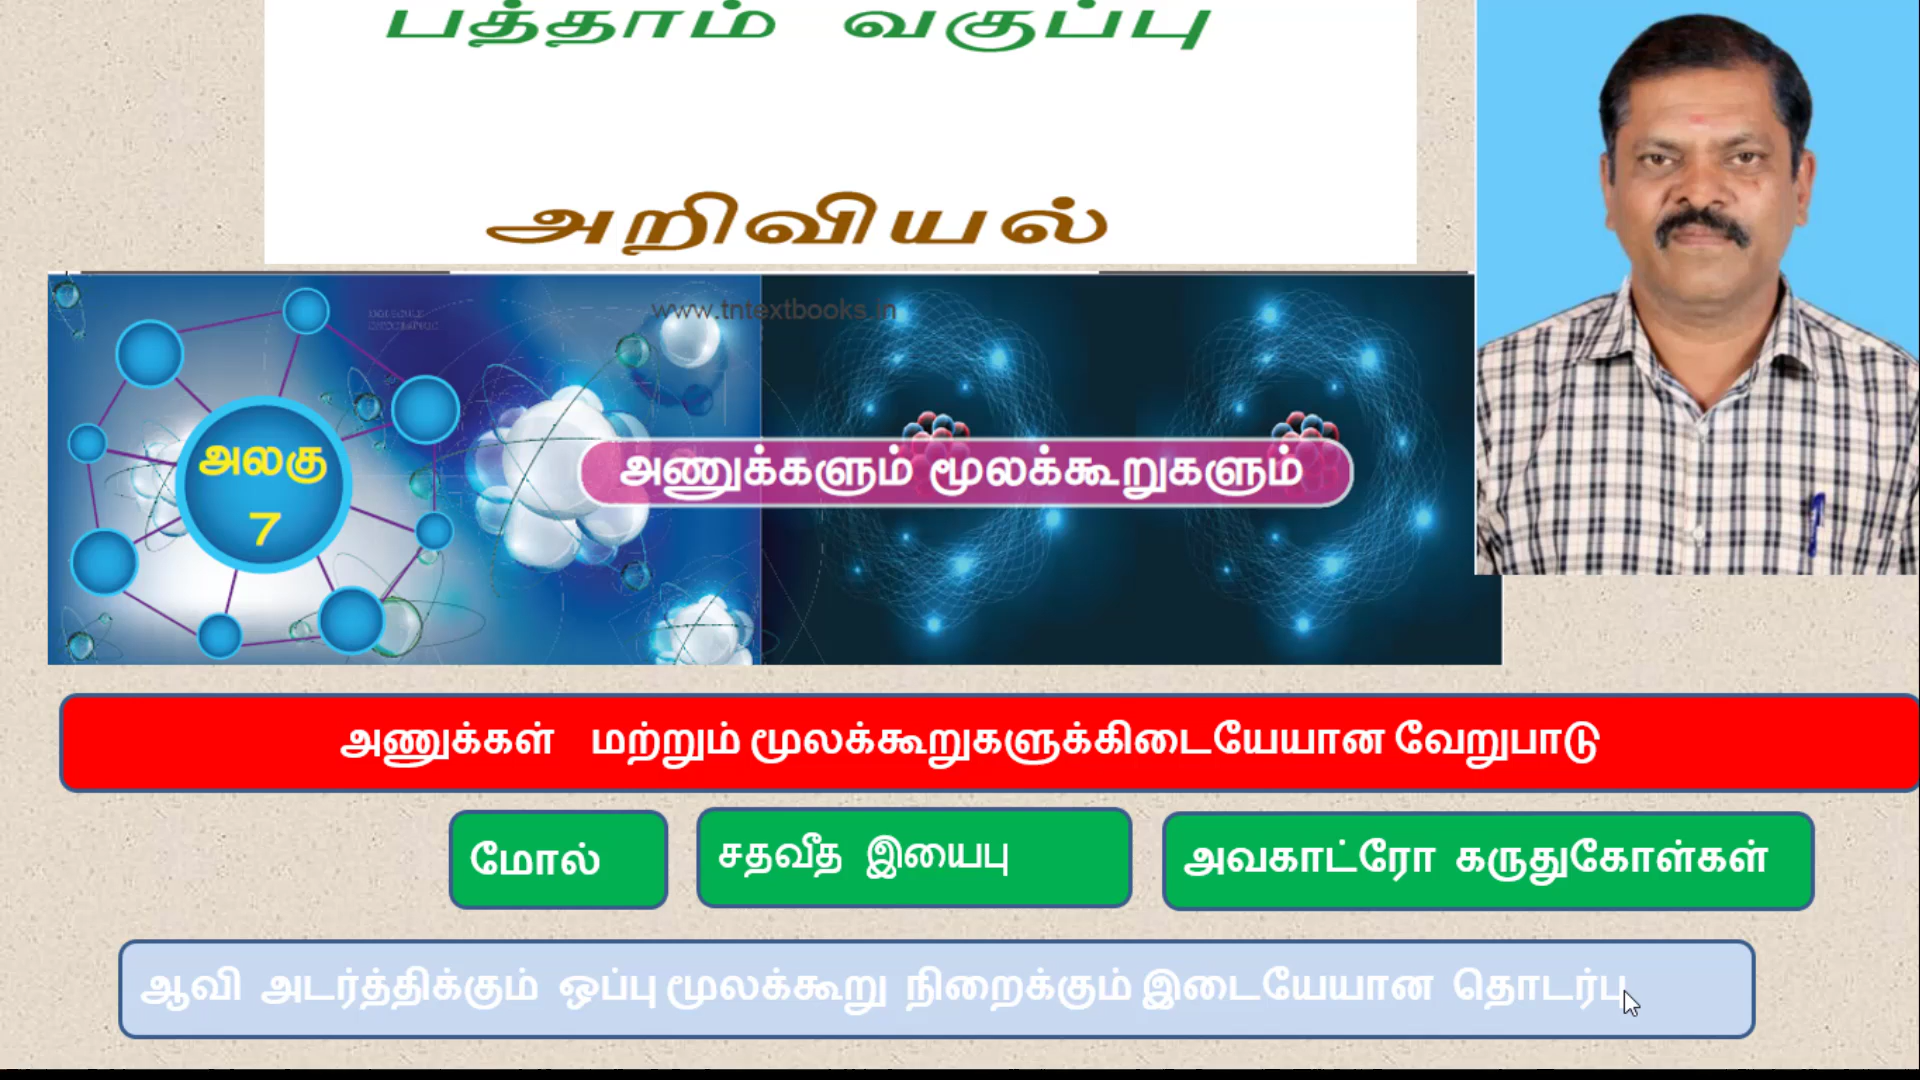 பத்தாம் வகுப்பு
அறிவியல்
www.tntextbooks.in
அலகு
7
அணுக்களும் மூலக்கூறுகளும்
அணுக்கள் மற்றும் மூலக்கூறுகளுக்கிடையேயான வேறுபாடு
மோல்
சதவீத இயைபு
அவகாட்ரோ கருதுகோள்கள்
ஆவி அடர்த்திக்கும் ஒப்பு மூலக்கூறு நிறைக்கும் இடையேயான தொடர்பு